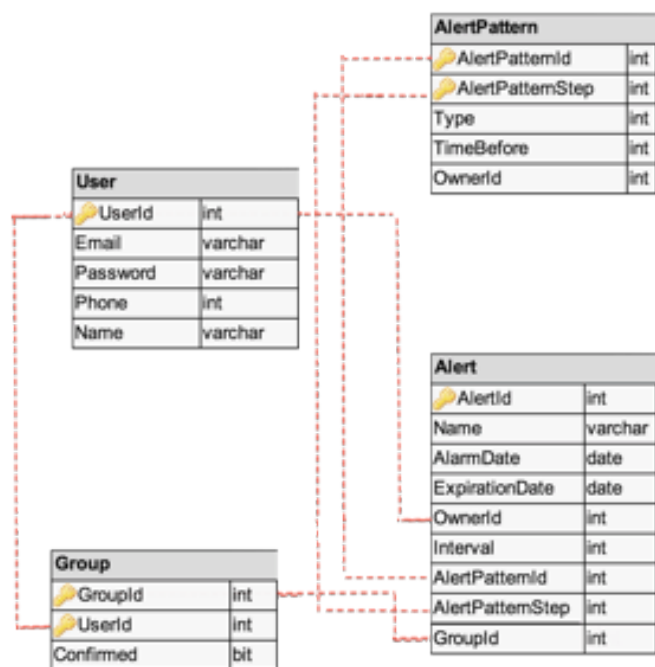 AlertPattern
AlertPatternId int
AlertPatternStep int
Type int
TimeBefore int
OwnerId int
User
UserId int
Email varchar
Password varchar
Phone int
Name varchar
Alert
AlertId int
Name varchar
AlarmDate date
ExpirationDate date
OwnerId int
Interval int
AlertPatternId int
AlertPatternStep int
GroupId int
Group
GroupId int
UserId int
Confirmed bit